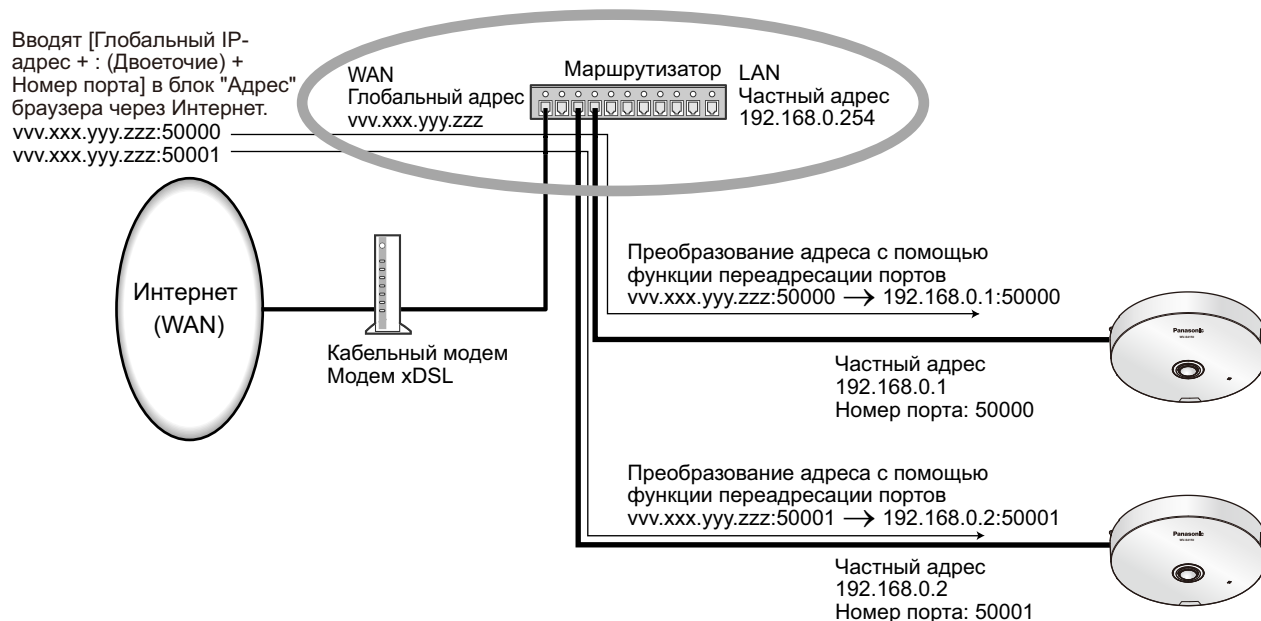 Вводят [Глобальный IP-
адрес + : (Двоеточие) +
Номер порта] в блок "Адрес"
браузера через Интернет.
vvv.xxx.yyy.zzz:50000
vvv.xxx.yyy.zzz:50001
WAN
Глобальный адрес
vvv.xxx.yyy.zzz
Маршрутизатор
LAN
Частный адрес
192.168.0.254
Интернет
(WAN)
Кабельный модем
Модем xDSL
Преобразование адреса с помощью
функции переадресации портов
vvv.xxx.yyy.zzz:50000 → 192.168.0.1:50000
Panasonic
Частный адрес
192.168.0.1
Номер порта: 50000
Преобразование адреса с помощью
функции переадресации портов
vvv.xxx.yyy.zzz:50001 → 192.168.0.2:50001
Panasonic
Частный адрес
192.168.0.2
Номер порта: 50001